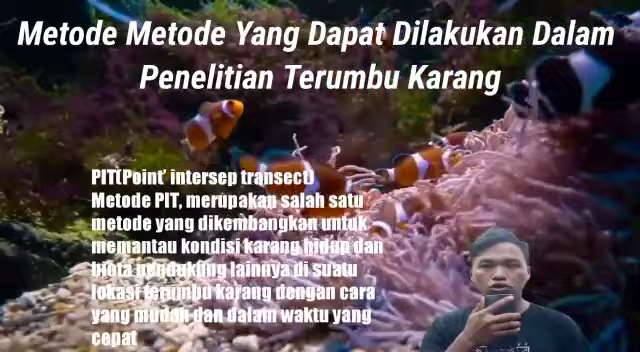 Metode Metode Yang Dapat Dilakukan Dalam
Penelitian Terumbu Karang
PIT(Point' intersep transect)
Metode PIT, merupakan salah satu
metode yang dikembangkan untuk
memantau kondisi karang hidup dan
biota pendukung lainnya di suatu
lokasi terumbu karang dengan cara
yang mudah dan dalam waktu yang
cepat